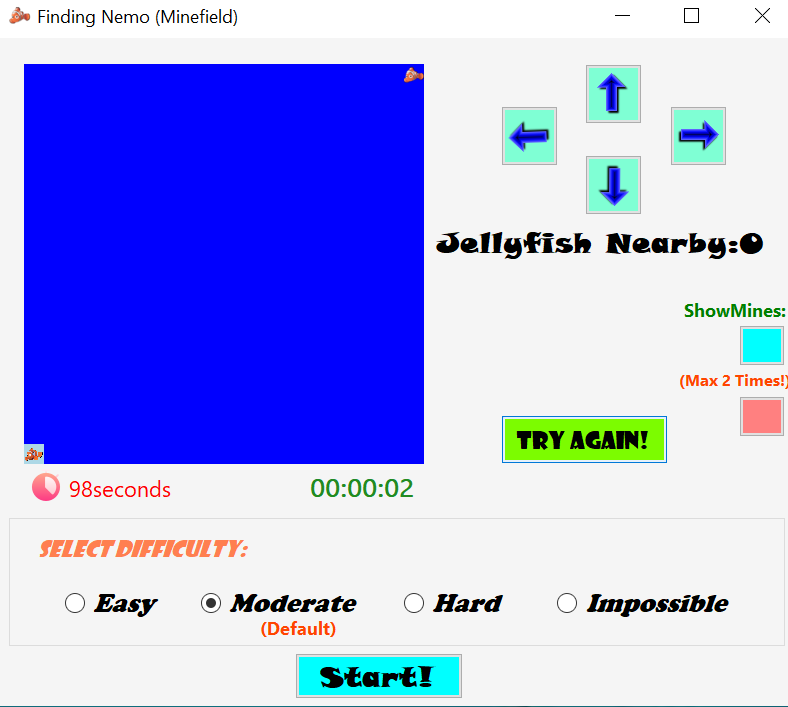 Finding Nemo (Minefield)
Jellyfish Nearby:0
ShowMines:
(Max 2 Times!)
TRY AGAIN!
98seconds
00:00:02
SELECT DIFFICULTY:
Easy
Moderate
Hard
Impossible
(Default)
Start!